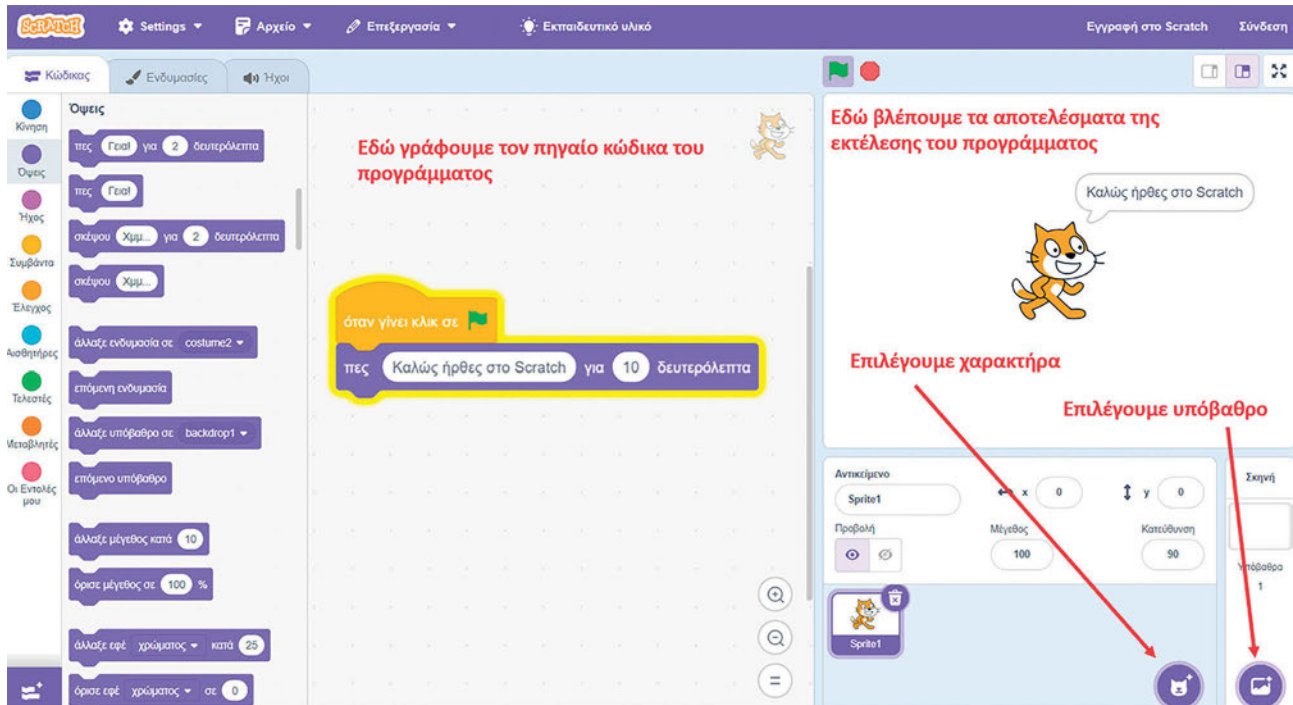 SCRATCH
Settings
Αρχείο
Επεξεργασία
Εκπαιδευτικό υλικό
Εγγραφή στο Scratch
Σύνδεση
Κώδικας
Ενδυμασίες
Ήχοι
Κίνηση
Όψεις
Ήχος
Συμβάντα
Έλεγχος
Αισθητήρες
Τελεστές
Μεταβλητές
Οι Εντολές
μου
Όψεις
πες Γεια! για 2 δευτερόλεπτα
πες Γεια!
σκέψου Χμμ... για 2 δευτερόλεπτα
σκέψου Χμμ...
άλλαξε ενδυμασία σε costume2
επόμενη ενδυμασία
άλλαξε υπόβαθρο σε backdrop1
επόμενο υπόβαθρο
άλλαξε μέγεθος κατά 10
όρισε μέγεθος σε 100 %
άλλαξε εφέ χρώματος κατά 25
όρισε εφέ χρώματος σε 0
Εδώ γράφουμε τον πηγαίο κώδικα του
προγράμματος
όταν γίνει κλικ σε
πες Καλώς ήρθες στο Scratch για 10 δευτερόλεπτα
Εδώ βλέπουμε τα αποτελέσματα της
εκτέλεσης του προγράμματος
Καλώς ήρθες στο Scratch
Επιλέγουμε χαρακτήρα
Επιλέγουμε υπόβαθρο
Αντικείμενο
Sprite1
x 0
y 0
Προβολή
Μέγεθος
100
Κατεύθυνση
90
Sprite1
Σκηνή
Υπόβαθρα
1